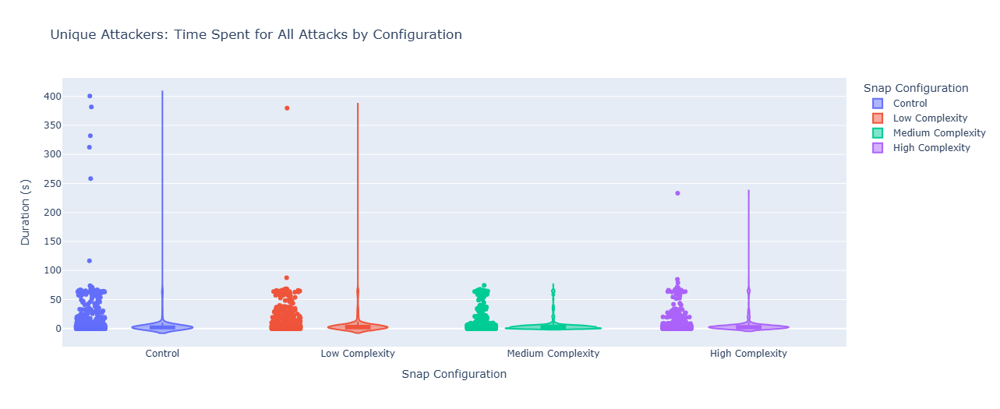 Unique Attackers: Time Spent for All Attacks by Configuration
Snap Configuration
Control
Low Complexity
Medium Complexity
High Complexity
400
350
300
250
200
150
100
50
0
Duration (s)
Control
Low Complexity
Medium Complexity
High Complexity
Snap Configuration